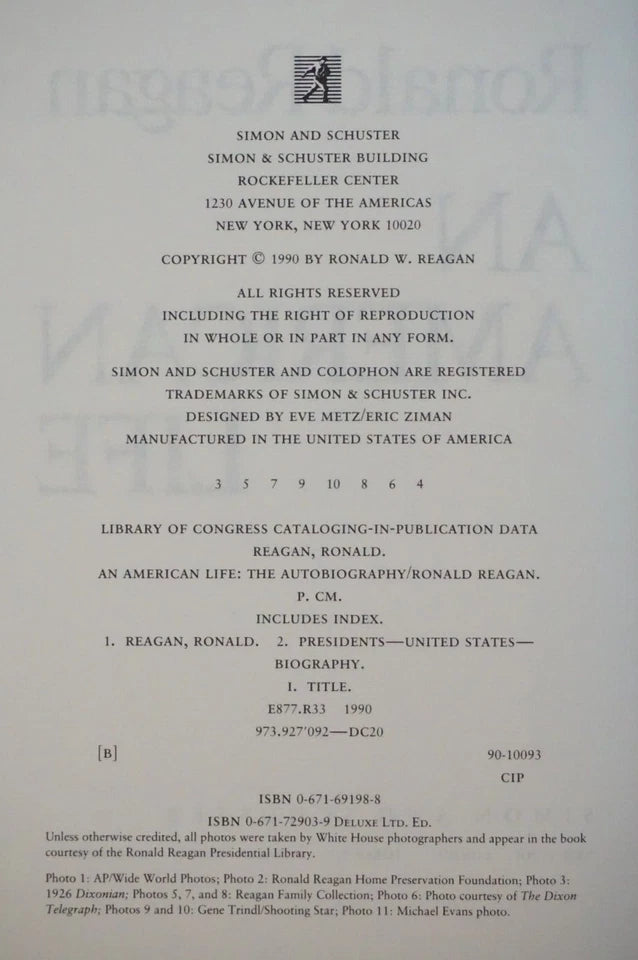 SIMON AND SCHUSTER
SIMON & SCHUSTER BUILDING
ROCKEFELLER CENTER
1230 AVENUE OF THE AMERICAS
NEW YORK, NEW YORK 10020
COPYRIGHT © 1990 BY RONALD W. REAGAN
ALL RIGHTS RESERVED
INCLUDING THE RIGHT OF REPRODUCTION
IN WHOLE OR IN PART IN ANY FORM.
SIMON AND SCHUSTER AND COLOPHON ARE REGISTERED
TRADEMARKS OF SIMON & SCHUSTER INC.
DESIGNED BY EVE METZ/ERIC ZIMAN
MANUFACTURED IN THE UNITED STATES OF AMERICA
3 5 7 9 10 8 6 4
LIBRARY OF CONGRESS CATALOGING-IN-PUBLICATION DATA
REAGAN, RONALD.
AN AMERICAN LIFE: THE AUTOBIOGRAPHY/RONALD REAGAN.
P. CM.
INCLUDES INDEX.
1. REAGAN, RONALD. 2. PRESIDENTS—UNITED STATES—
BIOGRAPHY.
I. TITLE.
E877.R33 1990
973.927'092—DC20
[B] 90-10093
CIP
ISBN 0-671-69198-8
ISBN 0-671-72903-9 DELUXE LTD. ED.
Unless otherwise credited, all photos were taken by White House photographers and appear in the book
courtesy of the Ronald Reagan Presidential Library.
Photo 1: AP/Wide World Photos; Photo 2: Ronald Reagan Home Preservation Foundation; Photo 3:
1926 Dixonian; Photos 5, 7, and 8: Reagan Family Collection; Photo 6: Photo courtesy of The Dixon
Telegraph; Photos 9 and 10: Gene Trindl/Shooting Star; Photo 11: Michael Evans photo.